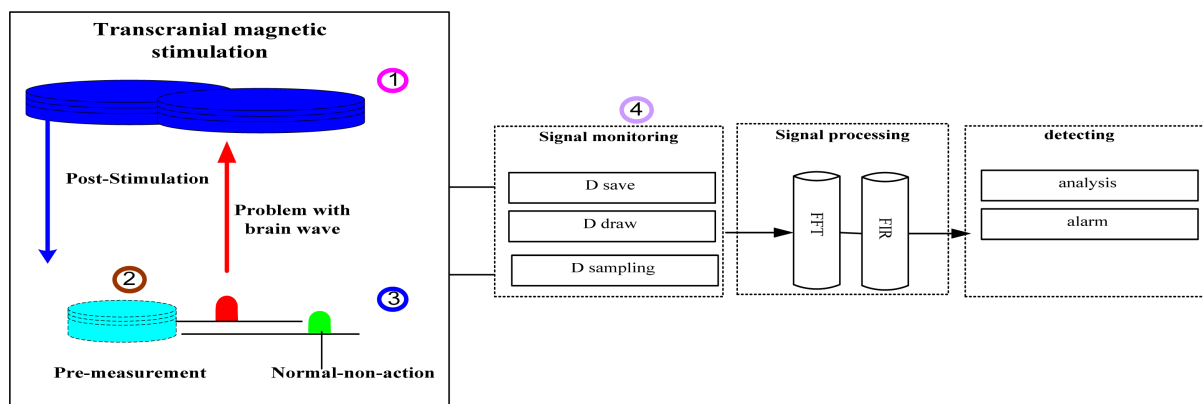 Transcranial magnetic
stimulation
1
Post-Stimulation
Problem with
brain wave
2
3
Pre-measurement
Normal-non-action
4
Signal monitoring
D save
D draw
D sampling
Signal processing
FFT
FIR
detecting
analysis
alarm